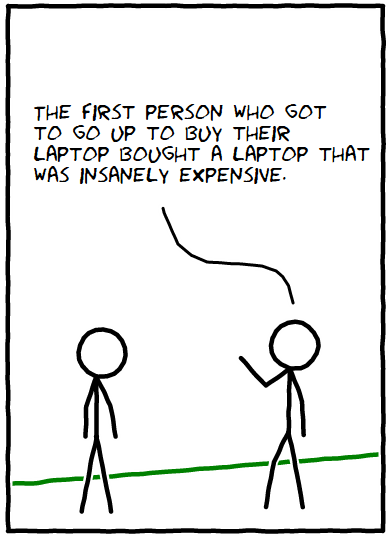 THE FIRST PERSON WHO GOT
TO GO UP TO BUY THEIR
LAPTOP BOUGHT A LAPTOP THAT
WAS INSANELY EXPENSIVE.